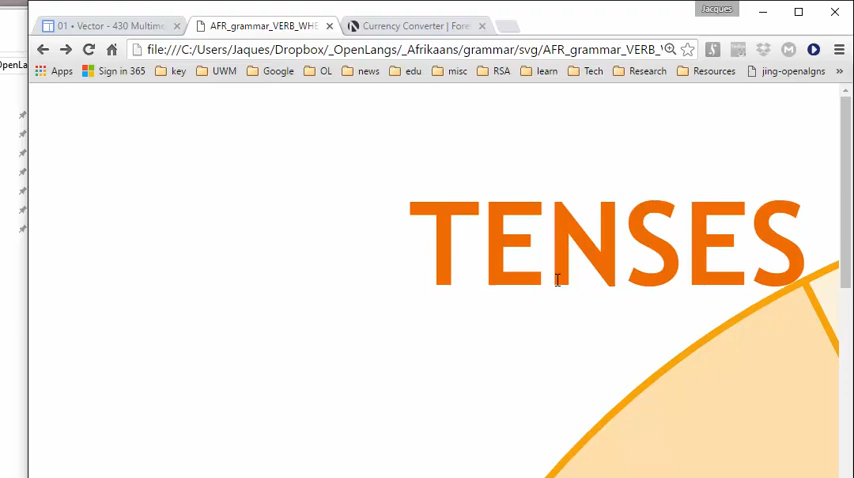 Jacques
01 • Vector - 430 Multime
AFR_grammar_VERB_WHE
Currency Converter | Fore
file:///C:/Users/Jaques/Dropbox/_OpenLangs/_Afrikaans/grammar/svg/AFR_grammar_VERB_
OpenLa
Apps Sign in 365 key UWM Google OL news edu misc RSA learn Tech Research Resources jing-openalgns »
TENSES